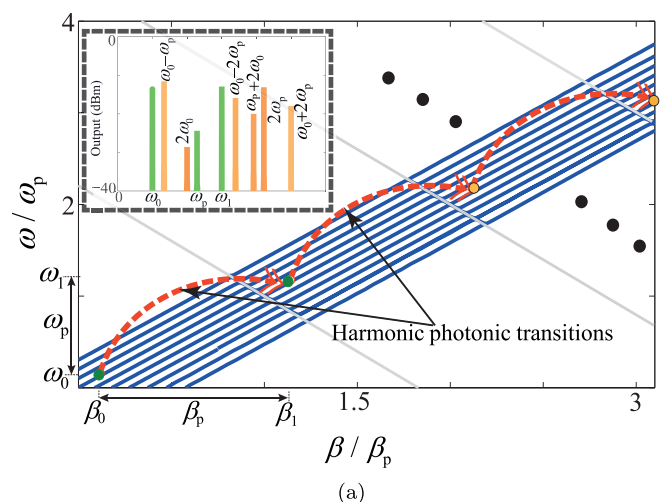 4
0
ω₀−ωₚ
ω₀−2ωₚ
ωₚ+2ω₀
Output (dBm)
2ω₀
2ωₚ
ω₀+2ωₚ
−40
0
ω₀
ωₚ
ω₁
ω / ωₚ
2
ω₁
ωₚ
Harmonic photonic transitions
ω₀
β₀
βₚ
β₁
1.5
3
β / βₚ
(a)